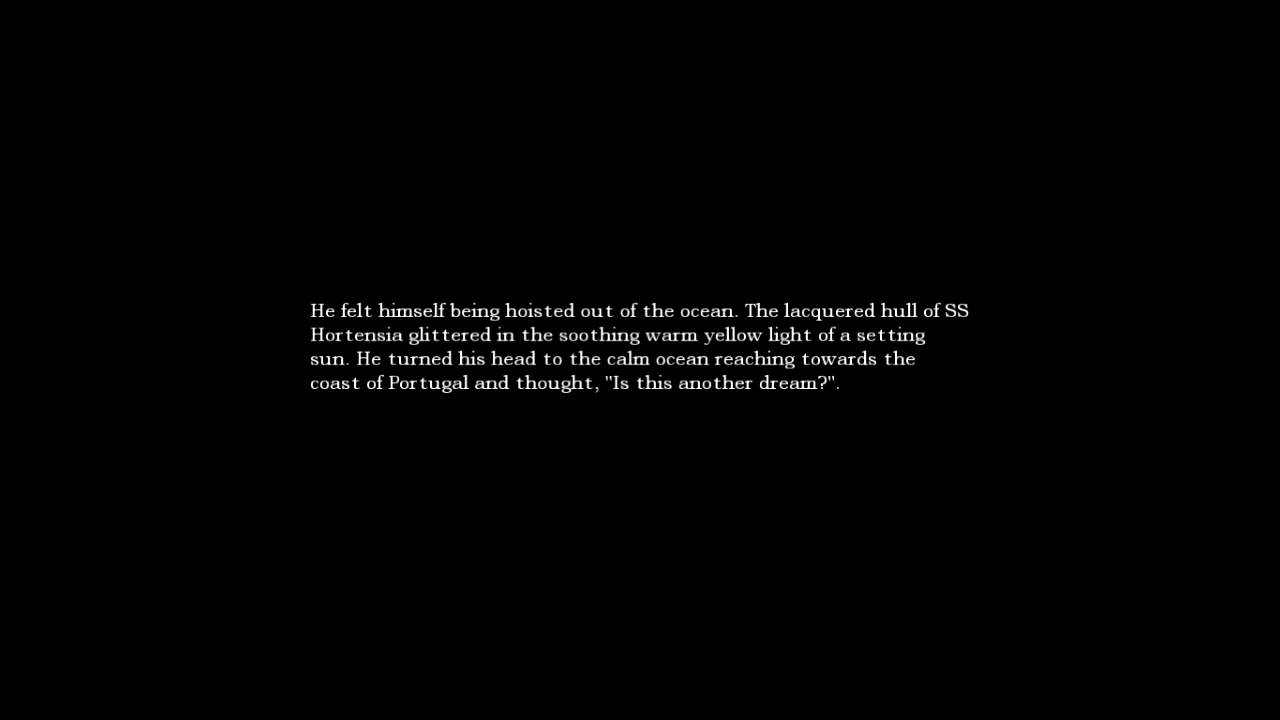 He felt himself being hoisted out of the ocean. The lacquered hull of SS
Hortensia glittered in the soothing warm yellow light of a setting
sun. He turned his head to the calm ocean reaching towards the
coast of Portugal and thought, "Is this another dream?".